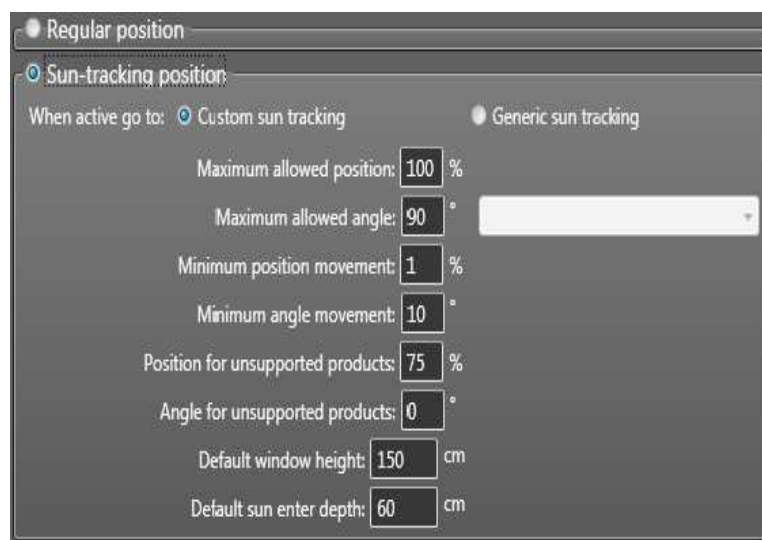 Regular position
Sun-tracking position
When active go to: Custom sun tracking Generic sun tracking
Maximum allowed position: 100 %
Maximum allowed angle: 90 °
Minimum position movement: 1 %
Minimum angle movement: 10 °
Position for unsupported products: 75 %
Angle for unsupported products: 0 °
Default window height: 150 cm
Default sun enter depth: 60 cm